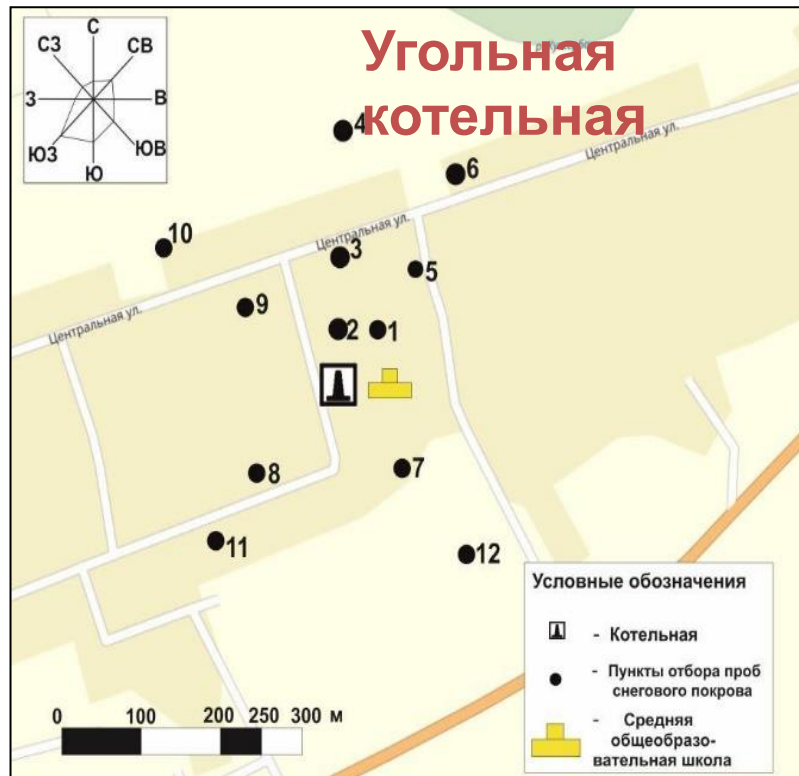 Угольная
котельная
С
СЗ
СВ
З
В
ЮЗ
ЮВ
Ю
4
6
Центральная ул.
10
Центральная ул.
3
5
9
Центральная ул.
2
1
8
7
11
12
Условные обозначения
- Котельная
- Пункты отбора проб
снегового покрова
- Средняя
общеобразо-
вательная школа
0 100 200 250 300 м